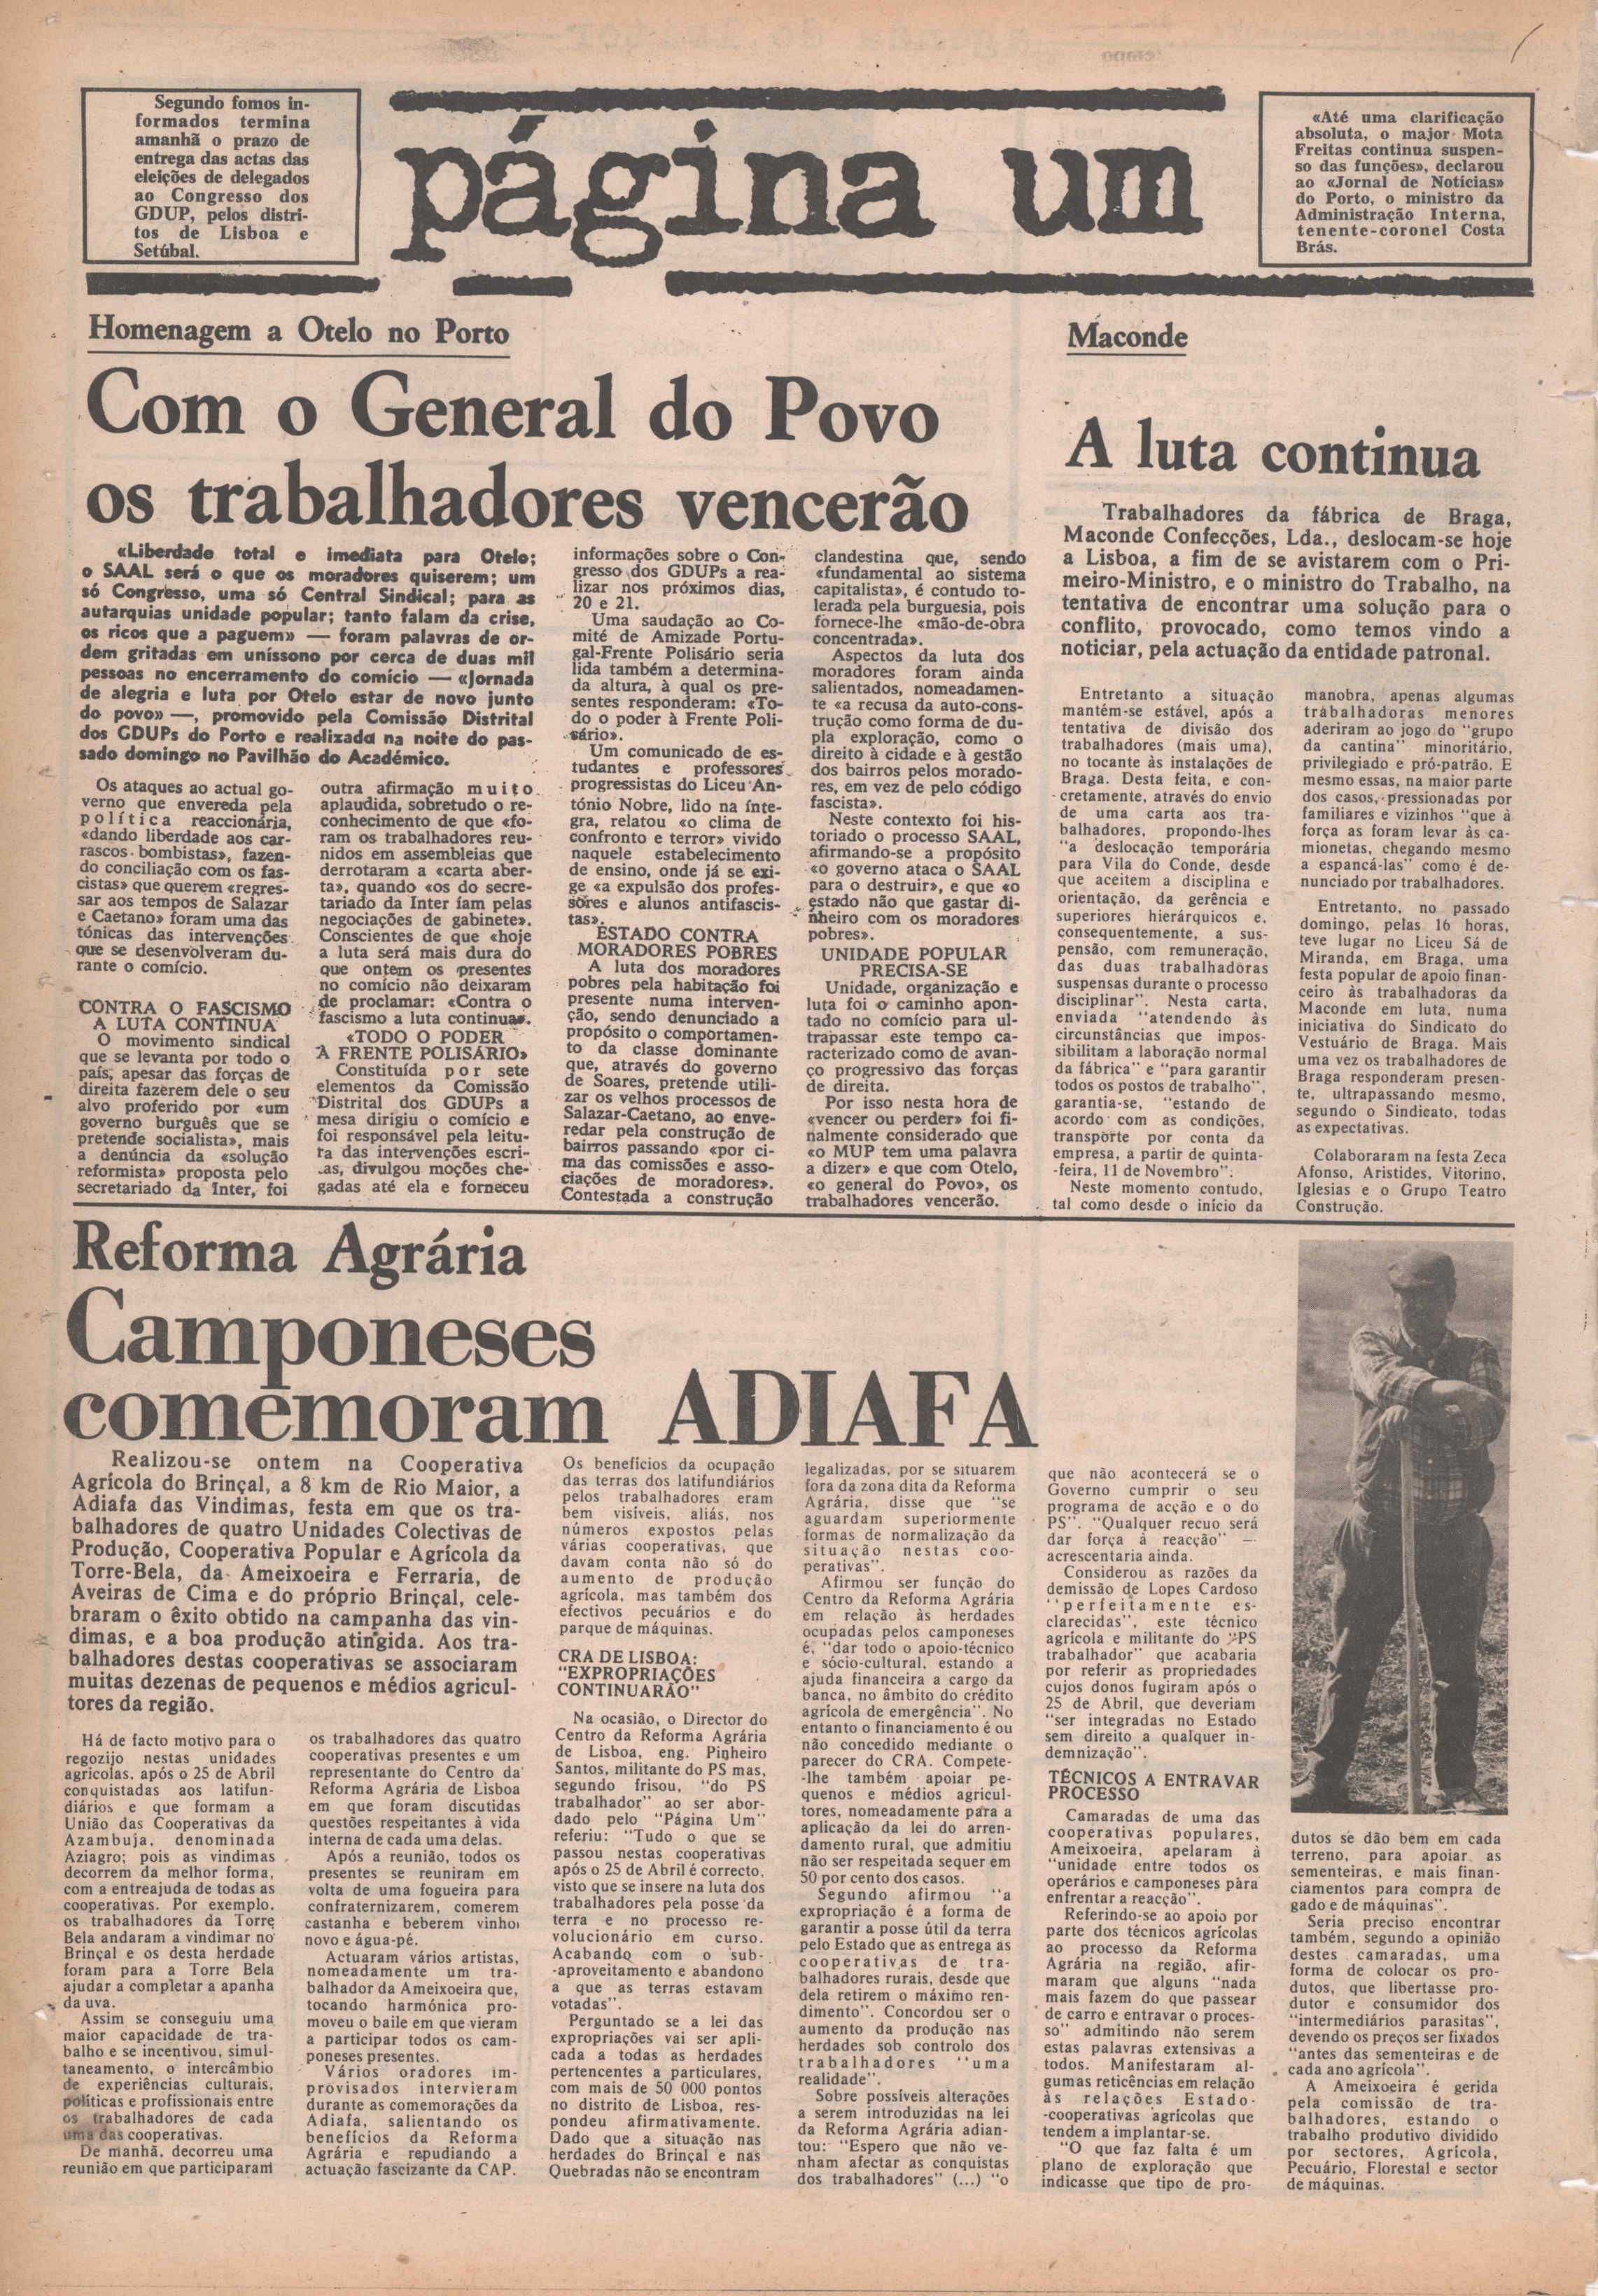 Segundo fomos in-
formados termina
amanhã o prazo de
entrega das actas das
eleições de delegados
ao Congresso dos
GDUP, pelos distri-
tos de Lisboa e
Setúbal.
página um
«Até uma clarificação
absoluta, o major Mota
Freitas continua suspen-
so das funções», declarou
ao «Jornal de Notícias»
do Porto, o ministro da
Administração Interna,
tenente-coronel Costa
Brás.
Homenagem a Otelo no Porto
Com o General do Povo
os trabalhadores vencerão
«Liberdade total e imediata para Otelo;
o SAAL será o que os moradores quiserem; um
só Congresso, uma só Central Sindical; para as
autarquias unidade popular; tanto falam da crise,
os ricos que a paguem» — foram palavras de or-
dem gritadas em uníssono por cerca de duas mil
pessoas no encerramento do comício — «Jornada
de alegria e luta por Otelo estar de novo junto
do povo» —, promovido pela Comissão Distrital
dos GDUPs do Porto e realizada na noite do pas-
sado domingo no Pavilhão do Académico.
Os ataques ao actual go-
verno que envereda pela
política reaccionária,
«dando liberdade aos car-
rascos bombistas», fazen-
do conciliação com os fas-
cistas» que querem «regres-
sar aos tempos de Salazar
e Caetano» foram uma das
tónicas das intervenções
que se desenvolveram du-
rante o comício.
CONTRA O FASCISMO
A LUTA CONTINUA
O movimento sindical
que se levanta por todo o
país, apesar das forças de
direita fazerem dele o seu
alvo proferido por «um
governo burguês que se
pretende socialista», mais
a denúncia da «solução
reformista» proposta pelo
secretariado da Inter, foi
outra afirmação muito
aplaudida, sobretudo o re-
conhecimento de que «fo-
ram os trabalhadores reu-
nidos em assembleias que
derrotaram a «carta aber-
ta», quando «os do secre-
tariado da Inter iam pelas
negociações de gabinete».
Conscientes de que «hoje
a luta será mais dura do
que ontem os presentes
no comício não deixaram
de proclamar: «Contra o
fascismo a luta continua».
«TODO O PODER
À FRENTE POLISÁRIO»
Constituída por sete
elementos da Comissão
Distrital dos GDUPs a
mesa dirigiu o comício e
foi responsável pela leitu-
ra das intervenções escri-
-as, divulgou moções che-
gadas até ela e forneceu
informações sobre o Con-
gresso dos GDUPs a rea-
lizar nos próximos dias,
20 e 21.
Uma saudação ao Co-
mité de Amizade Portu-
gal-Frente Polisário seria
lida também a determina-
da altura, à qual os pre-
sentes responderam: «To-
do o poder à Frente Poli-
sário».
Um comunicado de es-
tudantes e professores
progressistas do Liceu An-
tónio Nobre, lido na ínte-
gra, relatou «o clima de
confronto e terror» vivido
naquele estabelecimento
de ensino, onde já se exi-
ge «a expulsão dos profes-
sores e alunos antifascis-
tas».
ESTADO CONTRA
MORADORES POBRES
A luta dos moradores
pobres pela habitação foi
presente numa interven-
ção, sendo denunciado a
propósito o comportamen-
to da classe dominante
que, através do governo
de Soares, pretende utili-
zar os velhos processos de
Salazar-Caetano, ao enve-
redar pela construção de
bairros passando «por ci-
ma das comissões e asso-
ciações de moradores».
Contestada a construção
clandestina que, sendo
«fundamental ao sistema
capitalista», é contudo to-
lerada pela burguesia, pois
fornece-lhe «mão-de-obra
concentrada».
Aspectos da luta dos
moradores foram ainda
salientados, nomeadamen-
te «a recusa da auto-cons-
trução como forma de du-
pla exploração, como o
direito à cidade e à gestão
dos bairros pelos morado-
res, em vez de pelo código
fascista».
Neste contexto foi his-
toriado o processo SAAL,
afirmando-se a propósito
«o governo ataca o SAAL
para o destruir», e que «o
estado não que gastar di-
nheiro com os moradores
pobres».
UNIDADE POPULAR
PRECISA-SE
Unidade, organização e
luta foi o caminho apon-
tado no comício para ul-
trapassar este tempo ca-
racterizado como de avan-
ço progressivo das forças
de direita.
Por isso nesta hora de
«vencer ou perder» foi fi-
nalmente considerado que
«o MUP tem uma palavra
a dizer» e que com Otelo,
«o general do Povo», os
trabalhadores vencerão.
Maconde
A luta continua
Trabalhadores da fábrica de Braga,
Maconde Confecções, Lda., deslocam-se hoje
a Lisboa, a fim de se avistarem com o Pri-
meiro-Ministro, e o ministro do Trabalho, na
tentativa de encontrar uma solução para o
conflito, provocado, como temos vindo a
noticiar, pela actuação da entidade patronal.
Entretanto a situação
mantém-se estável, após a
tentativa de divisão dos
trabalhadores (mais uma),
no tocante às instalações de
Braga. Desta feita, e con-
cretamente, através do envio
de uma carta aos tra-
balhadores, propondo-lhes
"a deslocação temporária
para Vila do Conde, desde
que aceitem a disciplina e
orientação, da gerência e
superiores hierárquicos e,
consequentemente, a sus-
pensão, com remuneração,
das duas trabalhadoras
suspensas durante o processo
disciplinar". Nesta carta,
enviada "atendendo às
circunstâncias que impos-
sibilitam a laboração normal
da fábrica" e "para garantir
todos os postos de trabalho",
garantia-se, "estando de
acordo com as condições,
transporte por conta da
empresa, a partir de quinta-
-feira, 11 de Novembro".
Neste momento contudo,
tal como desde o início da
manobra, apenas algumas
trabalhadoras menores
aderiram ao jogo do "grupo
da cantina" minoritário,
privilegiado e pró-patrão. E
mesmo essas, na maior parte
dos casos, pressionadas por
familiares e vizinhos "que à
força as foram levar às ca-
mionetas, chegando mesmo
a espancá-las" como é de-
nunciado por trabalhadores.
Entretanto, no passado
domingo, pelas 16 horas,
teve lugar no Liceu Sá de
Miranda, em Braga, uma
festa popular de apoio finan-
ceiro às trabalhadoras da
Maconde em luta, numa
iniciativa do Sindicato do
Vestuário de Braga. Mais
uma vez os trabalhadores de
Braga responderam presen-
te, ultrapassando mesmo,
segundo o Sindicato, todas
as expectativas.
Colaboraram na festa Zeca
Afonso, Aristides, Vitorino,
Iglesias e o Grupo Teatro
Construção.
Reforma Agrária
Camponeses
comemoram ADIAFA
Realizou-se ontem na Cooperativa
Agrícola do Brinçal, a 8 km de Rio Maior, a
Adiafa das Vindimas, festa em que os tra-
balhadores de quatro Unidades Colectivas de
Produção, Cooperativa Popular e Agrícola da
Torre-Bela, da Ameixoeira e Ferraria, de
Aveiras de Cima e do próprio Brinçal, cele-
braram o êxito obtido na campanha das vin-
dimas, e a boa produção atingida. Aos tra-
balhadores destas cooperativas se associaram
muitas dezenas de pequenos e médios agricul-
tores da região.
Há de facto motivo para o
regozijo nestas unidades
agrícolas, após o 25 de Abril
conquistadas aos latifun-
diários e que formam a
União das Cooperativas da
Azambuja, denominada
Aziagro; pois as vindimas
decorrem da melhor forma,
com a entreajuda de todas as
cooperativas. Por exemplo,
os trabalhadores da Torre
Bela andaram a vindimar no
Brinçal e os desta herdade
foram para a Torre Bela
ajudar a completar a apanha
da uva.
Assim se conseguiu uma
maior capacidade de tra-
balho e se incentivou, simul-
taneamento, o intercâmbio
de experiências culturais,
políticas e profissionais entre
os trabalhadores de cada
uma das cooperativas.
De manhã, decorreu uma
reunião em que participaram
os trabalhadores das quatro
cooperativas presentes e um
representante do Centro da
Reforma Agrária de Lisboa
em que foram discutidas
questões respeitantes à vida
interna de cada uma delas.
Após a reunião, todos os
presentes se reuniram em
volta de uma fogueira para
confraternizarem, comerem
castanha e beberem vinho
novo e água-pé.
Actuaram vários artistas,
nomeadamente um tra-
balhador da Ameixoeira que,
tocando harmónica pro-
moveu o baile em que vieram
a participar todos os cam-
poneses presentes.
Vários oradores im-
provisados intervieram
durante as comemorações da
Adiafa, salientando os
benefícios da Reforma
Agrária e repudiando a
actuação fascizante da CAP.
Os benefícios da ocupação
das terras dos latifundiários
pelos trabalhadores eram
bem visíveis, aliás, nos
números expostos pelas
várias cooperativas, que
davam conta não só do
aumento de produção
agrícola, mas também dos
efectivos pecuários e do
parque de máquinas.
CRA DE LISBOA:
"EXPROPRIAÇÕES
CONTINUARÃO"
Na ocasião, o Director do
Centro da Reforma Agrária
de Lisboa, eng. Pinheiro
Santos, militante do PS mas,
segundo frisou, "do PS
trabalhador" ao ser abor-
dado pelo "Página Um"
referiu: "Tudo o que se
passou nestas cooperativas
após o 25 de Abril é correcto,
visto que se insere na luta dos
trabalhadores pela posse da
terra e no processo re-
volucionário em curso.
Acabando com o sub-
-aproveitamento e abandono
a que as terras estavam
votadas".
Perguntado se a lei das
expropriações vai ser apli-
cada a todas as herdades
pertencentes a particulares,
com mais de 50 000 pontos
no distrito de Lisboa, res-
pondeu afirmativamente.
Dado que a situação nas
herdades do Brinçal e nas
Quebradas não se encontram
legalizadas, por se situarem
fora da zona dita da Reforma
Agrária, disse que "se
aguardam superiormente
formas de normalização da
situação nestas coo-
perativas".
Afirmou ser função do
Centro da Reforma Agrária
em relação às herdades
ocupadas pelos camponeses
é, "dar todo o apoio-técnico
e sócio-cultural, estando a
ajuda financeira a cargo da
banca, no âmbito do crédito
agrícola de emergência". No
entanto o financiamento é ou
não concedido mediante o
parecer do CRA. Compete-
-lhe também apoiar pe-
quenos e médios agricul-
tores, nomeadamente para a
aplicação da lei do arren-
damento rural, que admitiu
não ser respeitada sequer em
50 por cento dos casos.
Segundo afirmou "a
expropriação é a forma de
garantir a posse útil da terra
pelo Estado que as entrega às
cooperativas de tra-
balhadores rurais, desde que
dela retirem o máximo ren-
dimento". Concordou ser o
aumento da produção nas
herdades sob controlo dos
trabalhadores "uma
realidade".
Sobre possíveis alterações
a serem introduzidas na lei
da Reforma Agrária adian-
tou: "Espero que não ve-
nham afectar as conquistas
dos trabalhadores" (...) "o
que não acontecerá se o
Governo cumprir o seu
programa de acção e o do
PS". "Qualquer recuo será
dar força à reacção" —
acrescentaria ainda.
Considerou as razões da
demissão de Lopes Cardoso
"perfeitamente es-
clarecidas", este técnico
agrícola e militante do "PS
trabalhador" que acabaria
por referir as propriedades
cujos donos fugiram após o
25 de Abril, que deveriam
"ser integradas no Estado
sem direito a qualquer in-
demnização".
TÉCNICOS A ENTRAVAR
PROCESSO
Camaradas de uma das
cooperativas populares,
Ameixoeira, apelaram à
"unidade entre todos os
operários e camponeses para
enfrentar a reacção".
Referindo-se ao apoio por
parte dos técnicos agrícolas
ao processo da Reforma
Agrária na região, afir-
maram que alguns "nada
mais fazem do que passear
de carro e entravar o proces-
so" admitindo não serem
estas palavras extensivas a
todos. Manifestaram al-
gumas reticências em relação
às relações Estado-
-cooperativas agrícolas que
tendem a implantar-se.
"O que faz falta é um
plano de exploração que
indicasse que tipo de pro-
dutos se dão bem em cada
terreno, para apoiar as
sementeiras, e mais finan-
ciamentos para compra de
gado e de máquinas".
Seria preciso encontrar
também, segundo a opinião
destes camaradas, uma
forma de colocar os pro-
dutos, que libertasse pro-
dutor e consumidor dos
"intermediários parasitas",
devendo os preços ser fixados
"antes das sementeiras e de
cada ano agrícola".
A Ameixoeira é gerida
pela comissão de tra-
balhadores, estando o
trabalho produtivo dividido
por sectores, Agrícola,
Pecuário, Florestal e sector
de máquinas.